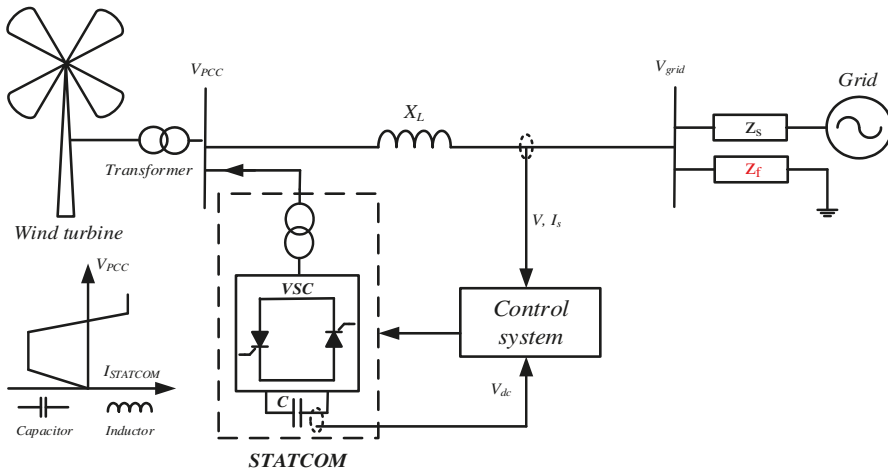 V_PCC
V_grid
Grid
X_L
Z_s
Z_f
Transformer
V, I_s
Wind turbine
V_PCC
VSC
Control
system
I_STATCOM
C
V_dc
Capacitor
Inductor
STATCOM